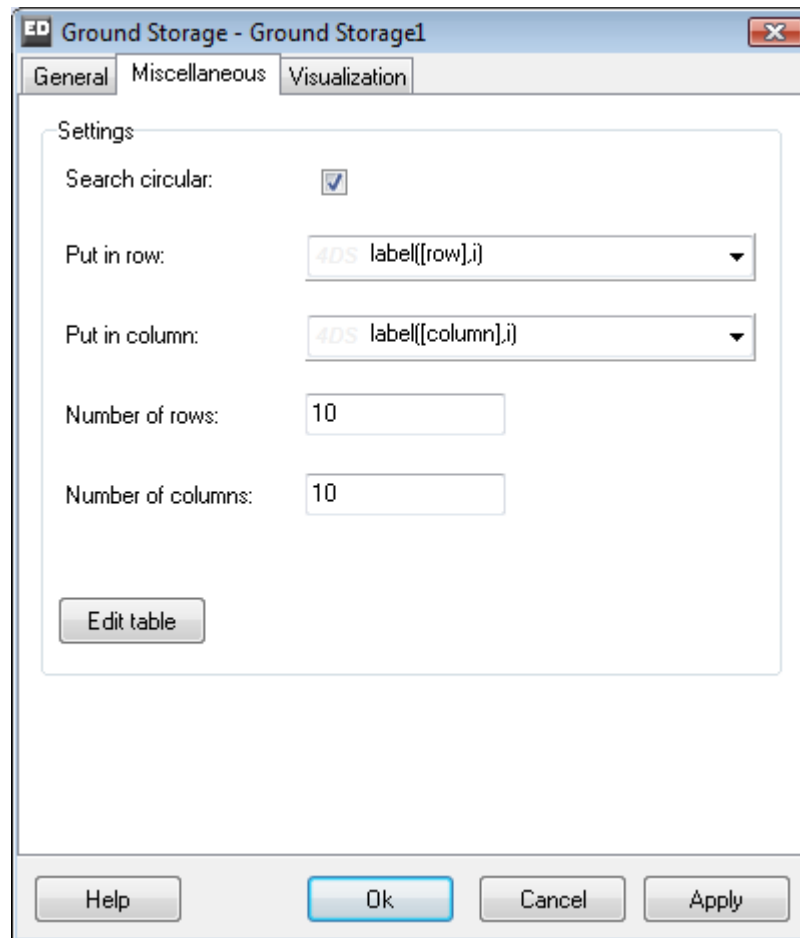 ED Ground Storage - Ground Storage1
General Miscellaneous Visualization
Settings
Search circular:
Put in row: 4DS label([row],i)
Put in column: 4DS label([column],i)
Number of rows: 10
Number of columns: 10
Edit table
Help Ok Cancel Apply